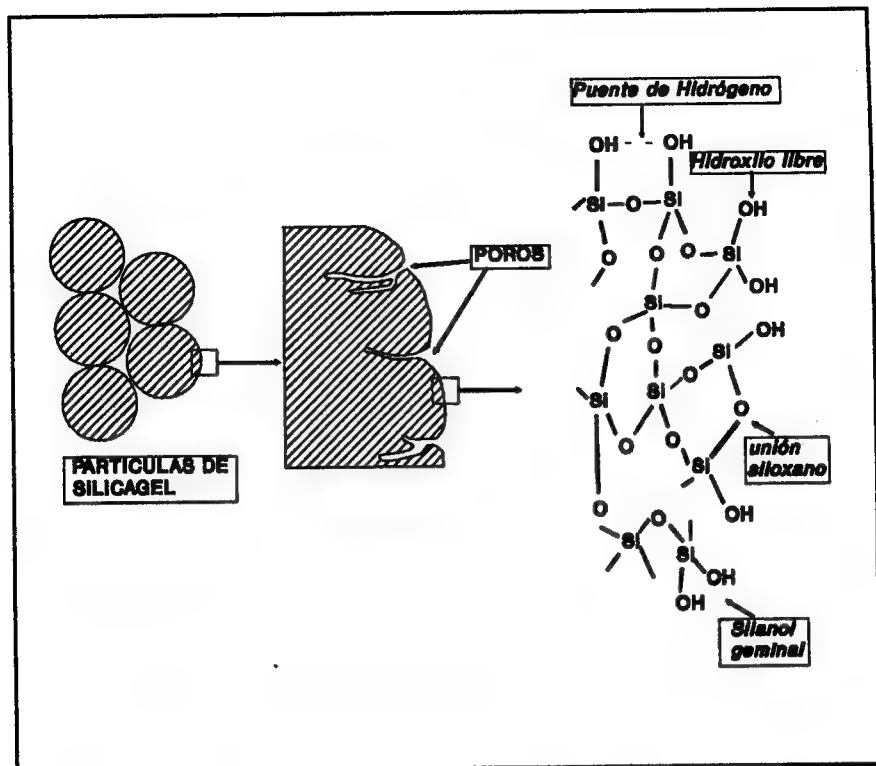 Puente de Hidrógeno
OH - - OH
Hidroxilo libre
Si O Si OH
O O O Si
OH
Si O
O OH
O Si
O
Si Si O
O O unión
Si siloxano
POROS
PARTICULAS DE
SILICAGEL
OH
O O
Si Si
OH
OH
Silanol
geminal